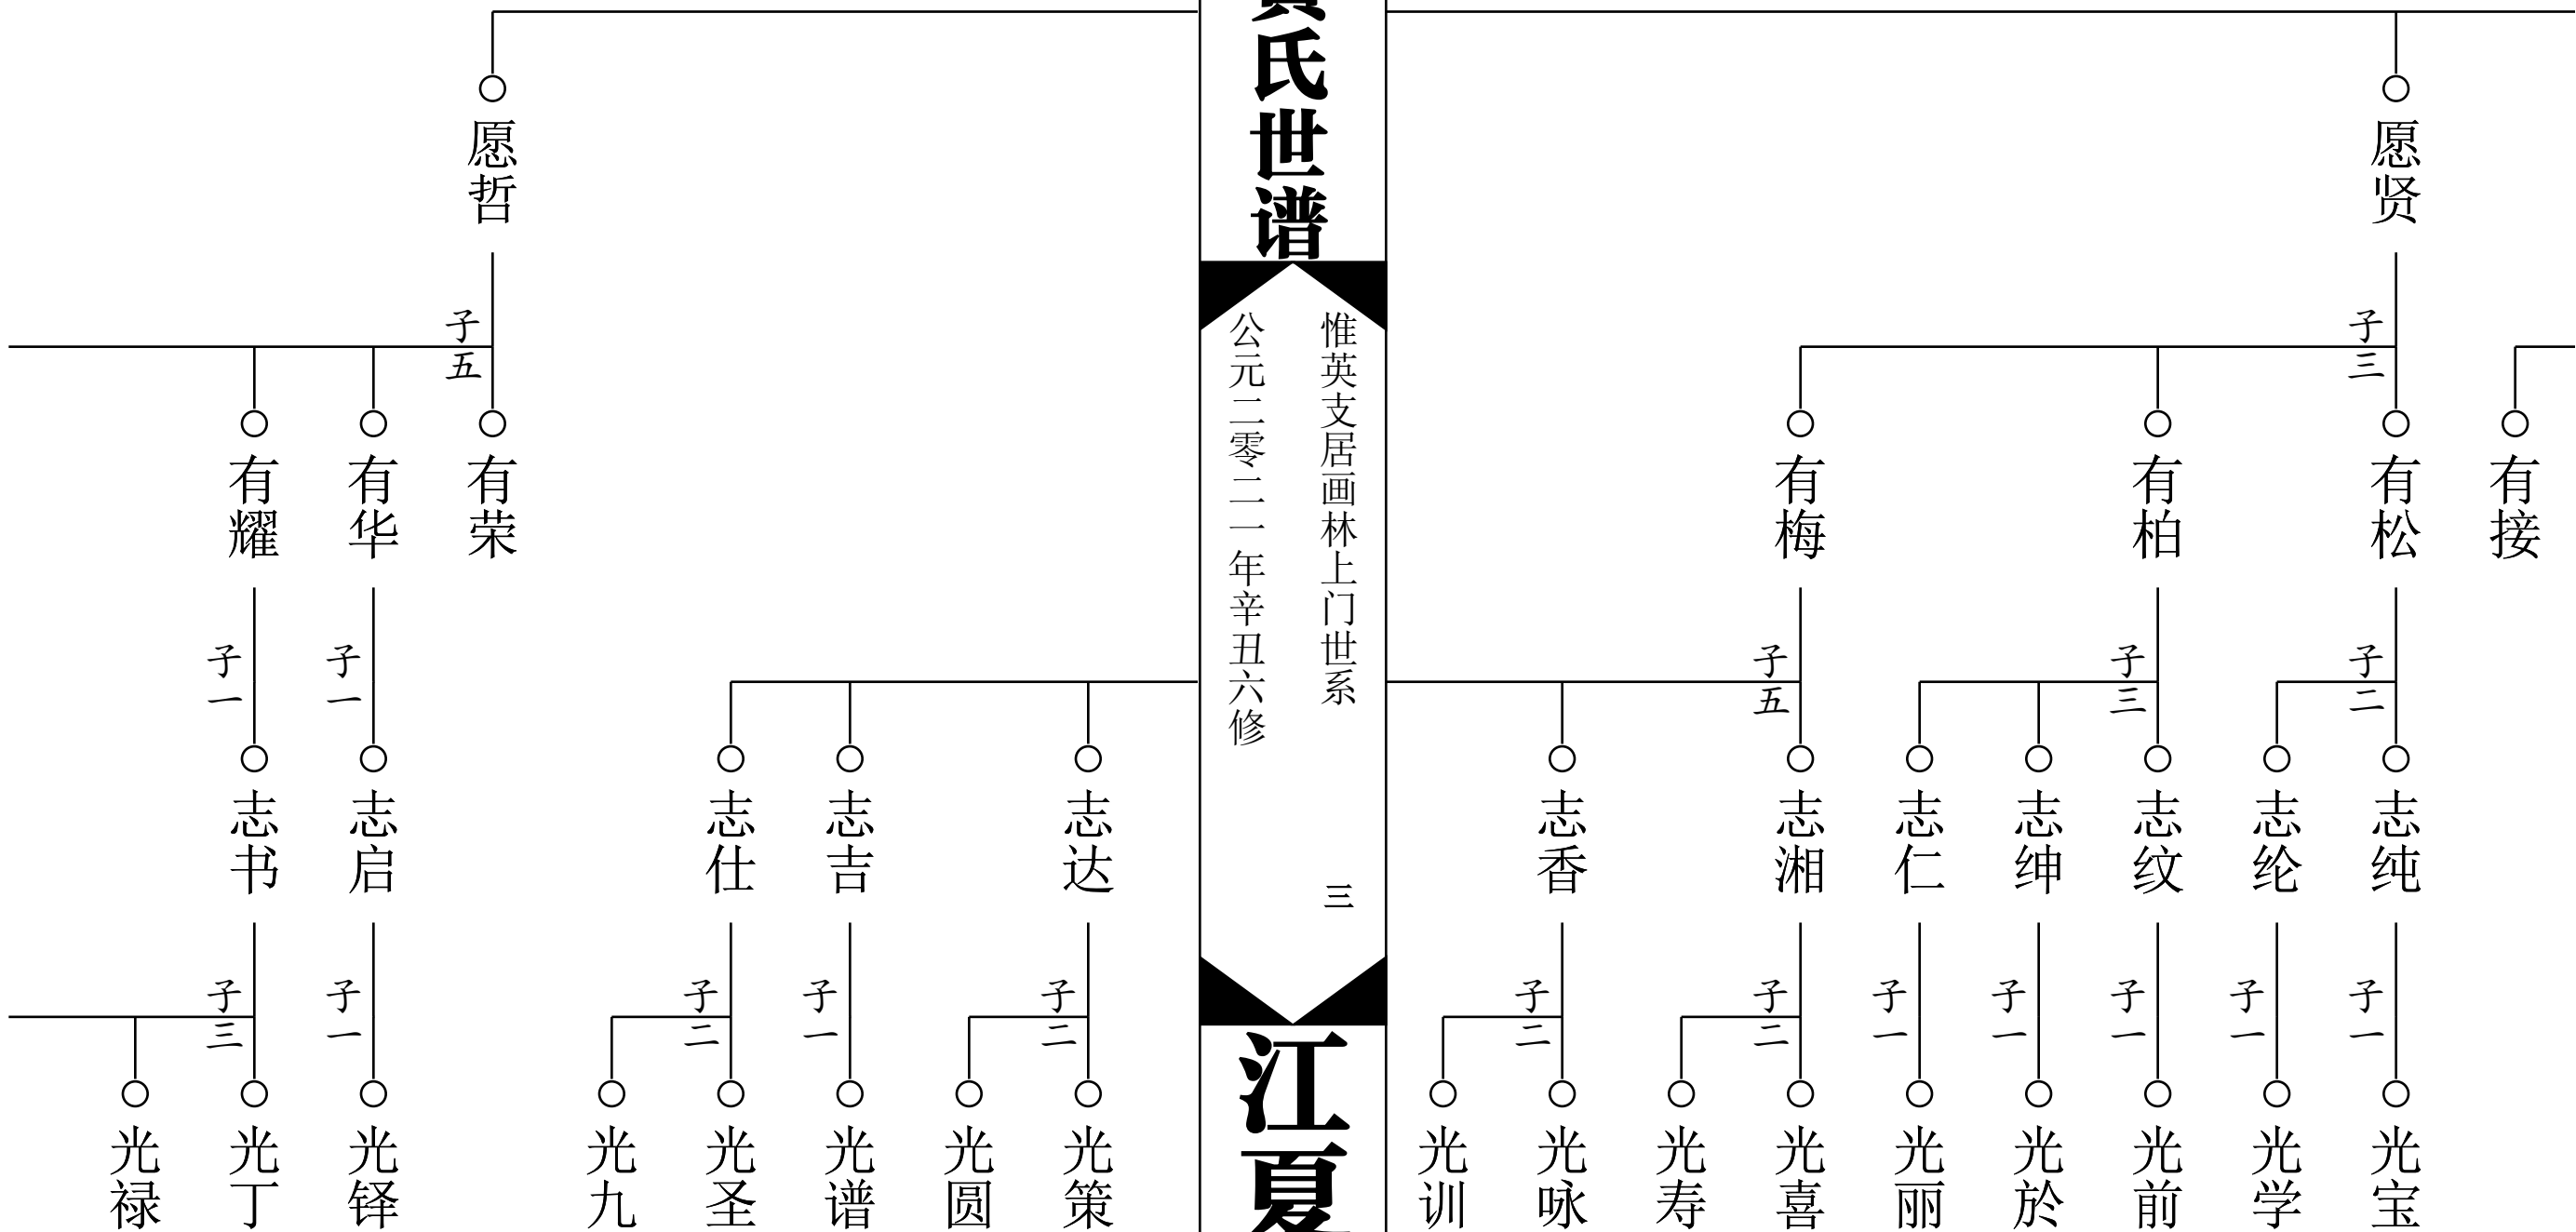 愿贤
子三
有接
有松
有柏
有梅
子二
子三
子五
志纯
志纶
志纹
志绅
志仁
志湘
志香
子一
子一
子一
子一
子一
子二
子二
光宝
光学
光前
光於
光丽
光喜
光寿
光咏
光训
黄氏世谱
惟英支居画林上门世系
三
公元二零二一年辛丑六修
江夏
愿哲
子五
有荣
有华
有耀
子一
子一
志达
志吉
志仕
志启
志书
子二
子一
子二
子一
子三
光策
光圆
光谱
光圣
光九
光铎
光丁
光禄